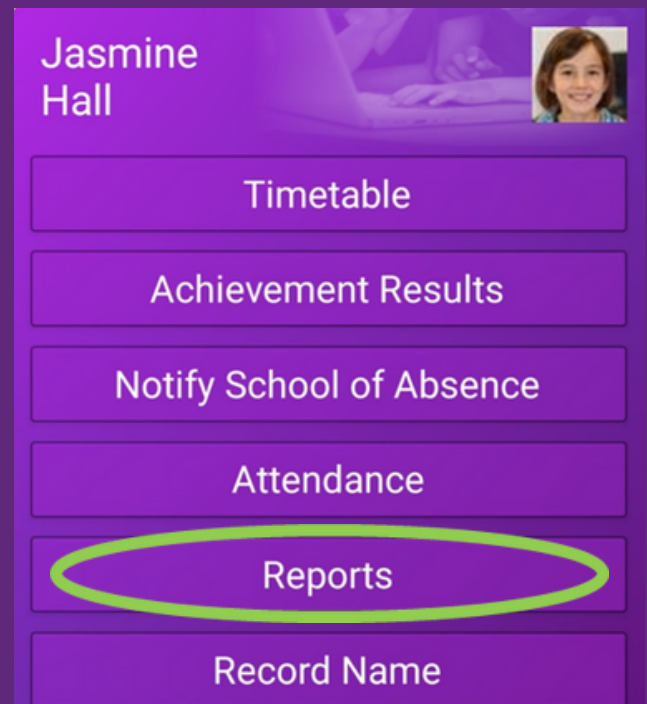 Jasmine
Hall
Timetable
Achievement Results
Notify School of Absence
Attendance
Reports
Record Name